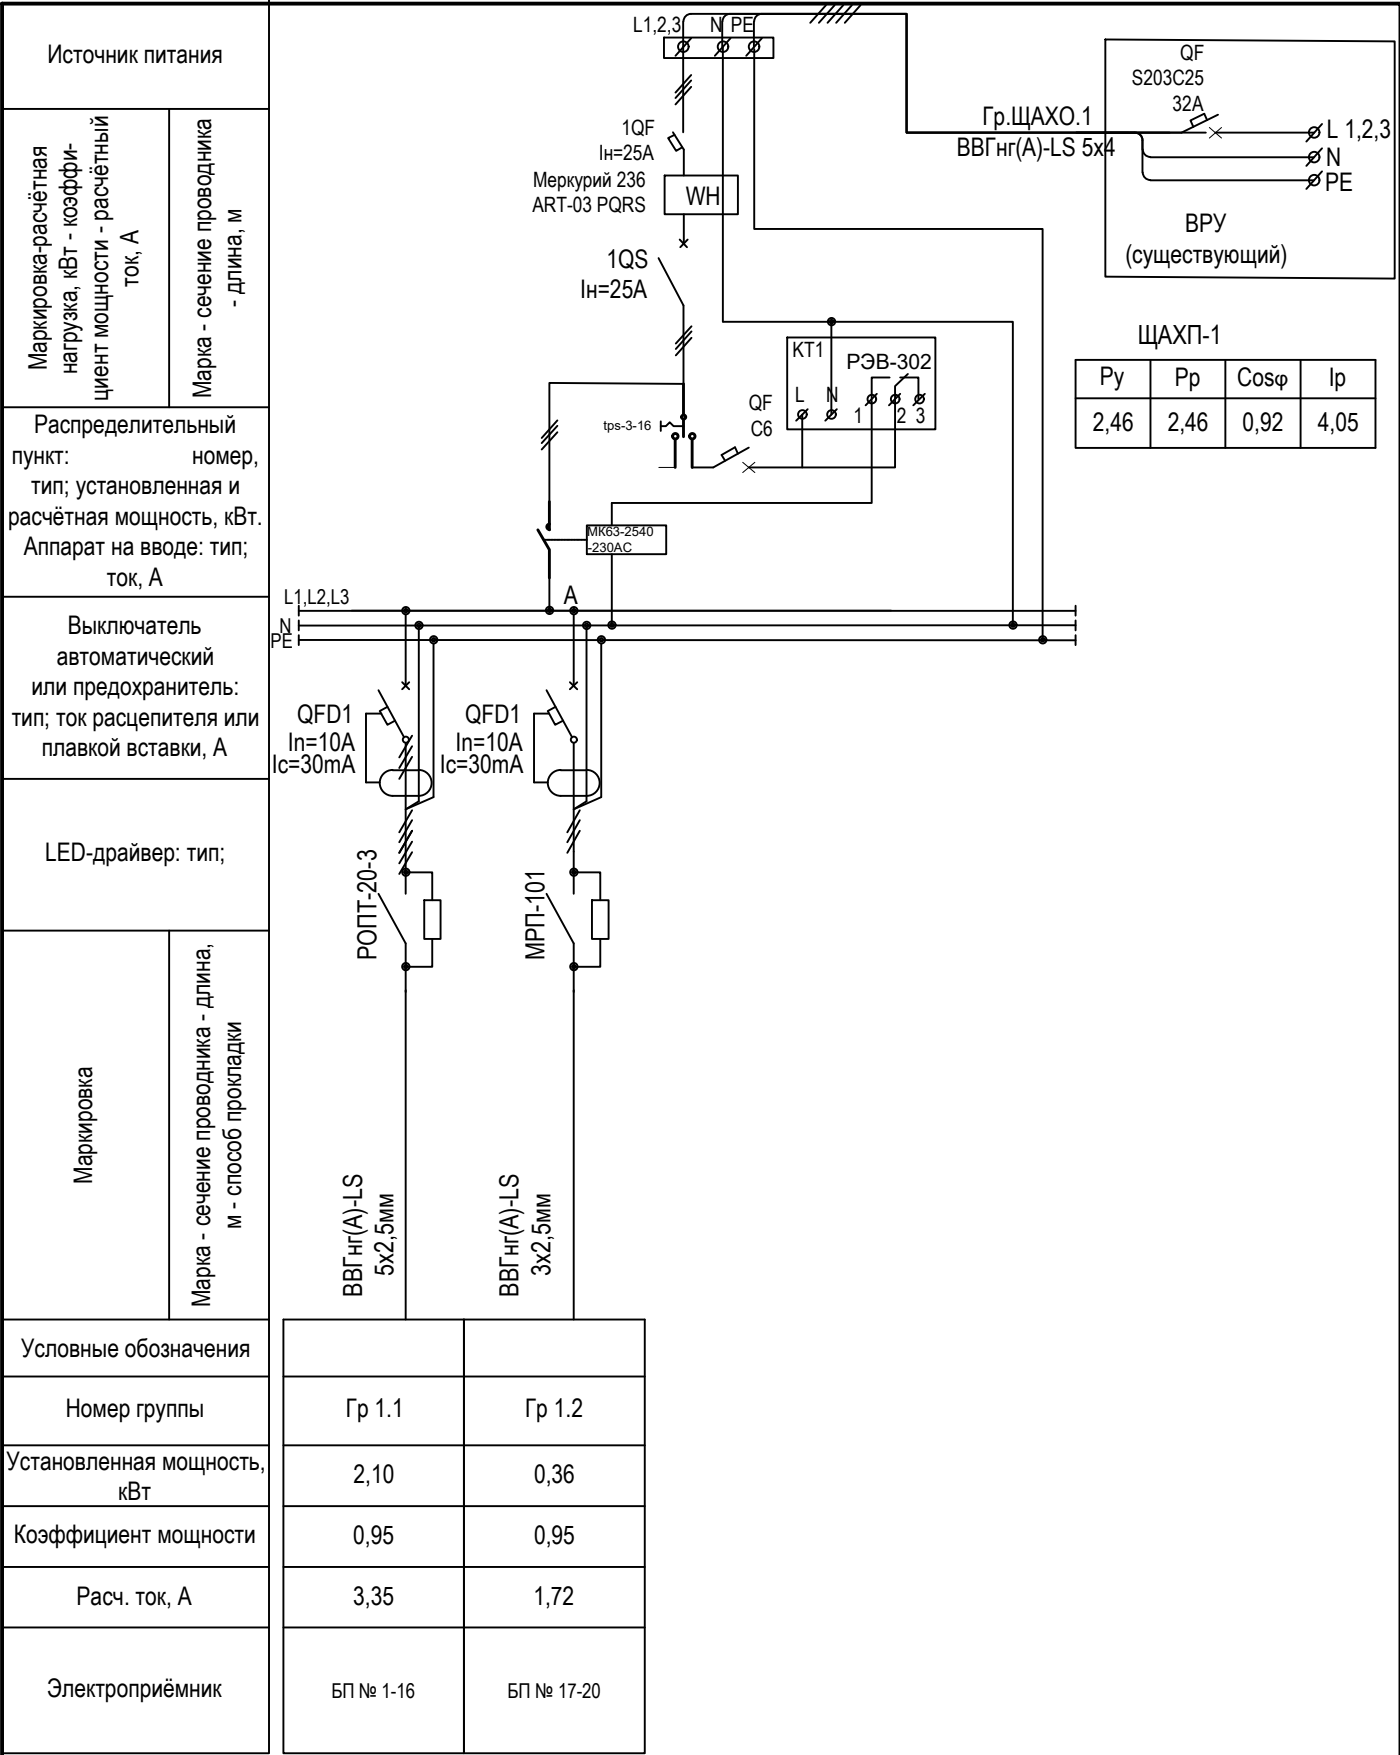 Источник питания
Маркировка-расчётная
нагрузка, кВт - коэффи-
циент мощности - расчётный
ток, А
Марка - сечение проводника
- длина, м
Распределительный
пункт: номер,
тип; установленная и
расчётная мощность, кВт.
Аппарат на вводе: тип;
ток, А
Выключатель
автоматический
или предохранитель:
тип; ток расцепителя или
плавкой вставки, А
LED-драйвер: тип;
Маркировка
Марка - сечение проводника - длина,
м - способ прокладки
Условные обозначения
Номер группы
Установленная мощность,
кВт
Коэффициент мощности
Расч. ток, А
Электроприёмник
L1,2,3
N
PE
1QF
Iн=25А
Меркурий 236
ART-03 PQRS
WH
1QS
Iн=25А
Гр.ЩАХО.1
ВВГнг(А)-LS 5х4
QF
S203C25
32А
L 1,2,3
N
PE
ВРУ
(существующий)
ЩАХП-1
Ру
Рр
Cosφ
Iр
2,46
2,46
0,92
4,05
KT1
РЭВ-302
L
N
1
2
3
QF
C6
tps-3-16
МК63-2540
-230АС
L1,L2,L3
А
N
PE
QFD1
In=10A
Ic=30mA
QFD1
In=10A
Ic=30mA
РОПТ-20-3
МРП-101
ВВГнг(А)-LS
5х2,5мм
ВВГнг(А)-LS
3х2,5мм
Гр 1.1
Гр 1.2
2,10
0,36
0,95
0,95
3,35
1,72
БП № 1-16
БП № 17-20